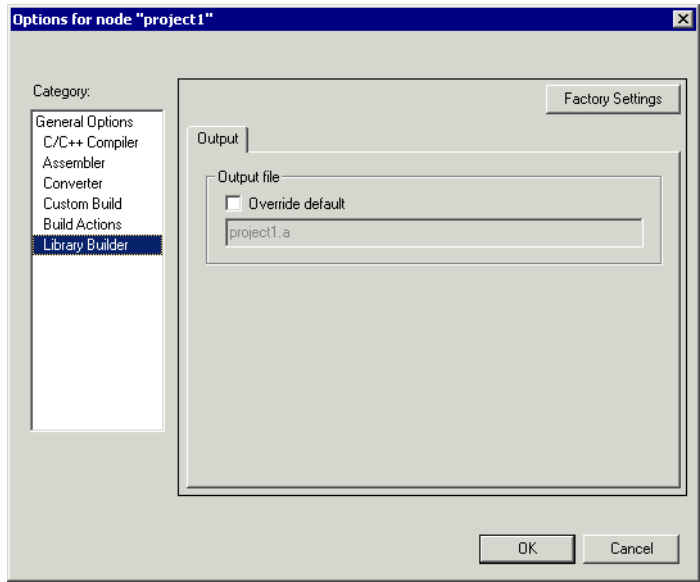 Options for node "project1"
Category:
Factory Settings
General Options
C/C++ Compiler
Assembler
Converter
Custom Build
Build Actions
Library Builder
Output
Output file
Override default
project1.a
OK
Cancel